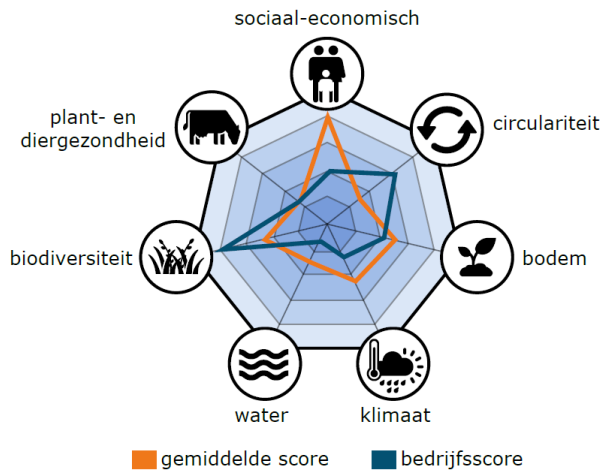 sociaal-economisch
plant- en
diergezondheid
circulariteit
biodiversiteit
bodem
water
klimaat
gemiddelde score
bedrijfsscore